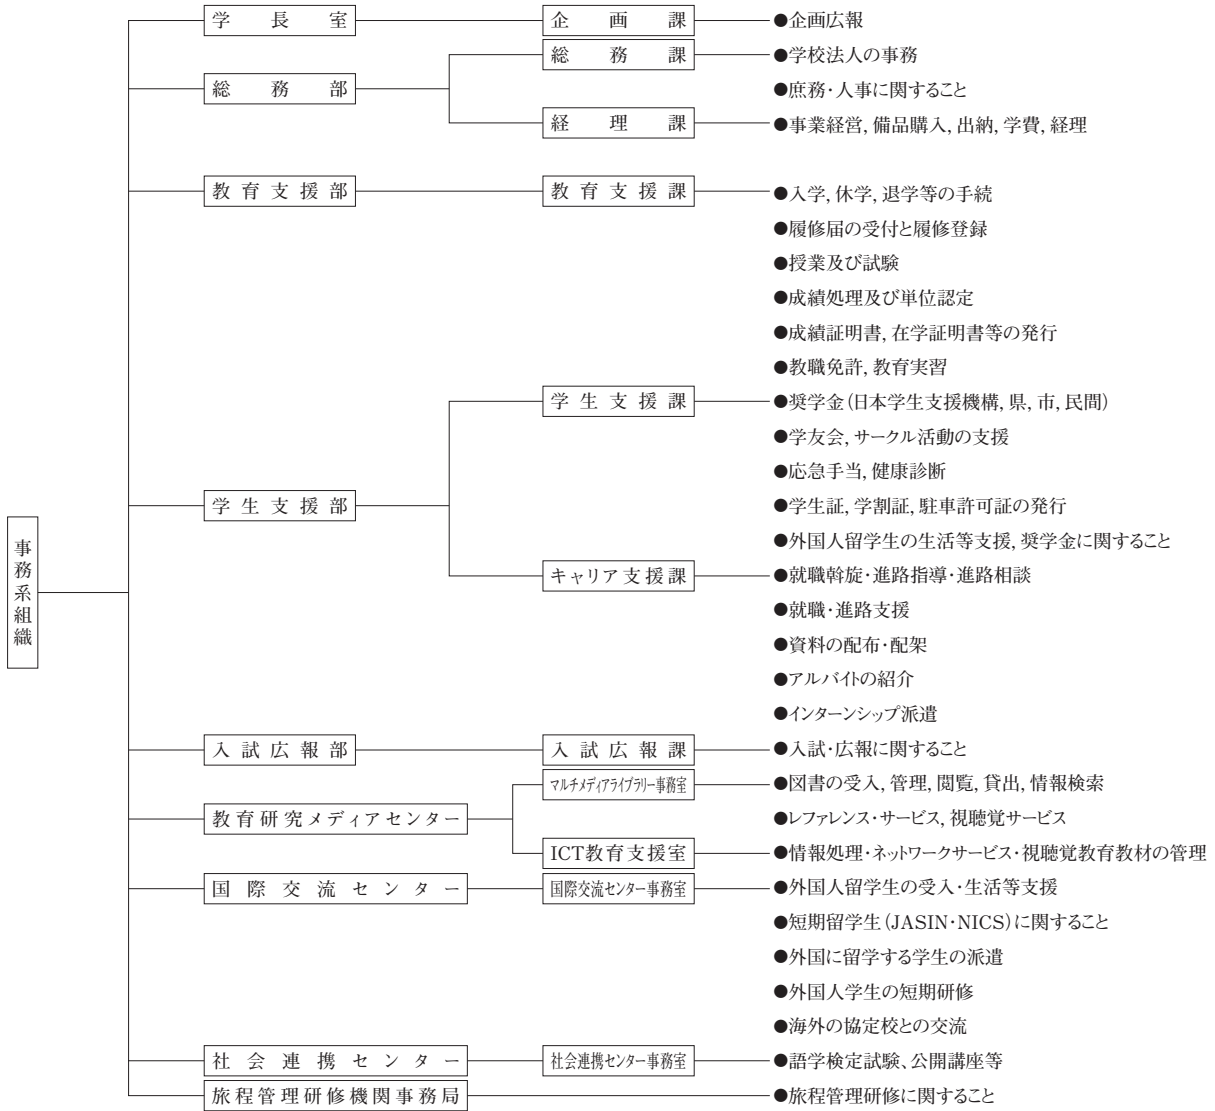 学長室 企画課 ●企画広報
総務課 ●学校法人の事務
総務部 ●庶務・人事に関すること
経理課 ●事業経営, 備品購入, 出納, 学費, 経理
教育支援部 教育支援課 ●入学, 休学, 退学等の手続
●履修届の受付と履修登録
●授業及び試験
●成績処理及び単位認定
●成績証明書, 在学証明書等の発行
●教職免許, 教育実習
学生支援課 ●奨学金(日本学生支援機構, 県, 市, 民間)
●学友会, サークル活動の支援
●応急手当, 健康診断
学生支援部 ●学生証, 学割証, 駐車許可証の発行
●外国人留学生の生活等支援, 奨学金に関すること
事務系組織
キャリア支援課 ●就職斡旋・進路指導・進路相談
●就職・進路支援
●資料の配布・配架
●アルバイトの紹介
●インターンシップ派遣
入試広報部 入試広報課 ●入試・広報に関すること
マルチメディアライブラリー事務室 ●図書の受入, 管理, 閲覧, 貸出, 情報検索
教育研究メディアセンター ●レファレンス・サービス, 視聴覚サービス
ICT教育支援室 ●情報処理・ネットワークサービス・視聴覚教育教材の管理
国際交流センター 国際交流センター事務室 ●外国人留学生の受入・生活等支援
●短期留学生(JASIN・NICS)に関すること
●外国に留学する学生の派遣
●外国人学生の短期研修
●海外の協定校との交流
社会連携センター 社会連携センター事務室 ●語学検定試験、公開講座等
旅程管理研修機関事務局 ●旅程管理研修に関すること